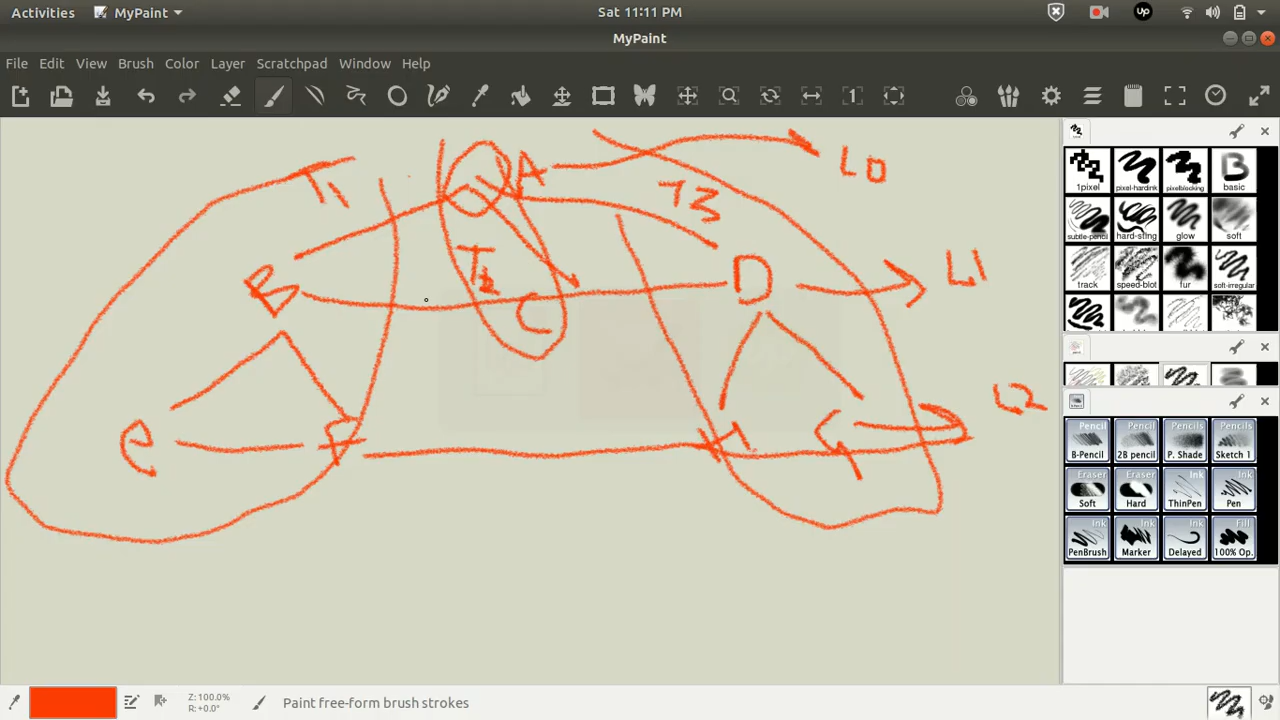 Activities MyPaint Sat 11:11 PM up
MyPaint
File Edit View Brush Color Layer Scratchpad Window Help
A L0
T1 T3
B T2 D L1
C
e F H G L2
1pixel pixel-hardink pixelblocking basic
subtle-pencil hard-sting glow soft
track speed-blot fur soft-irregular
Pencil Pencil Pencils Pencils
B-Pencil 2B pencil P. Shade Sketch 1
Eraser Eraser Ink Ink
Soft Hard ThinPen Pen
Ink Ink Ink Fill
PenBrush Marker Delayed 100% Op.
Z: 100.0%
R: +0.0°
Paint free-form brush strokes